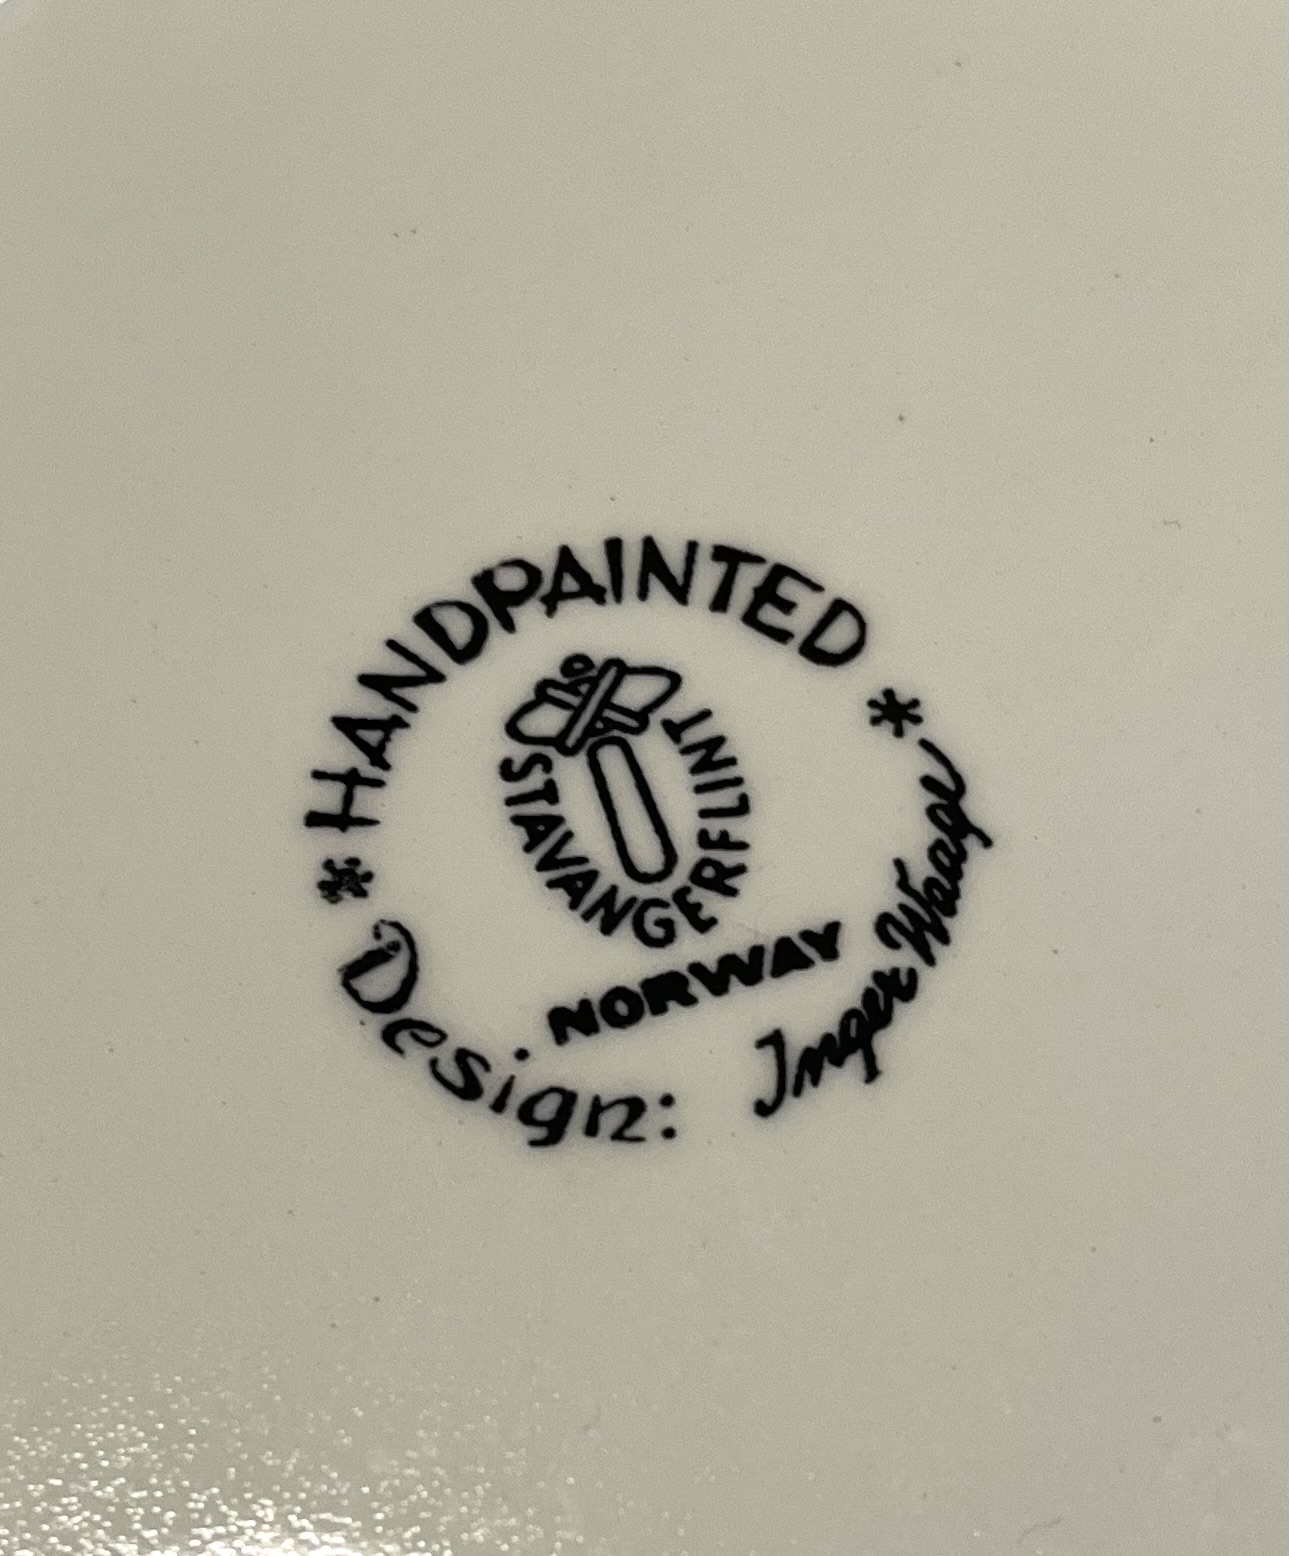 HANDPAINTED
STAVANGERFLINT
NORWAY
Design: Inger Waage